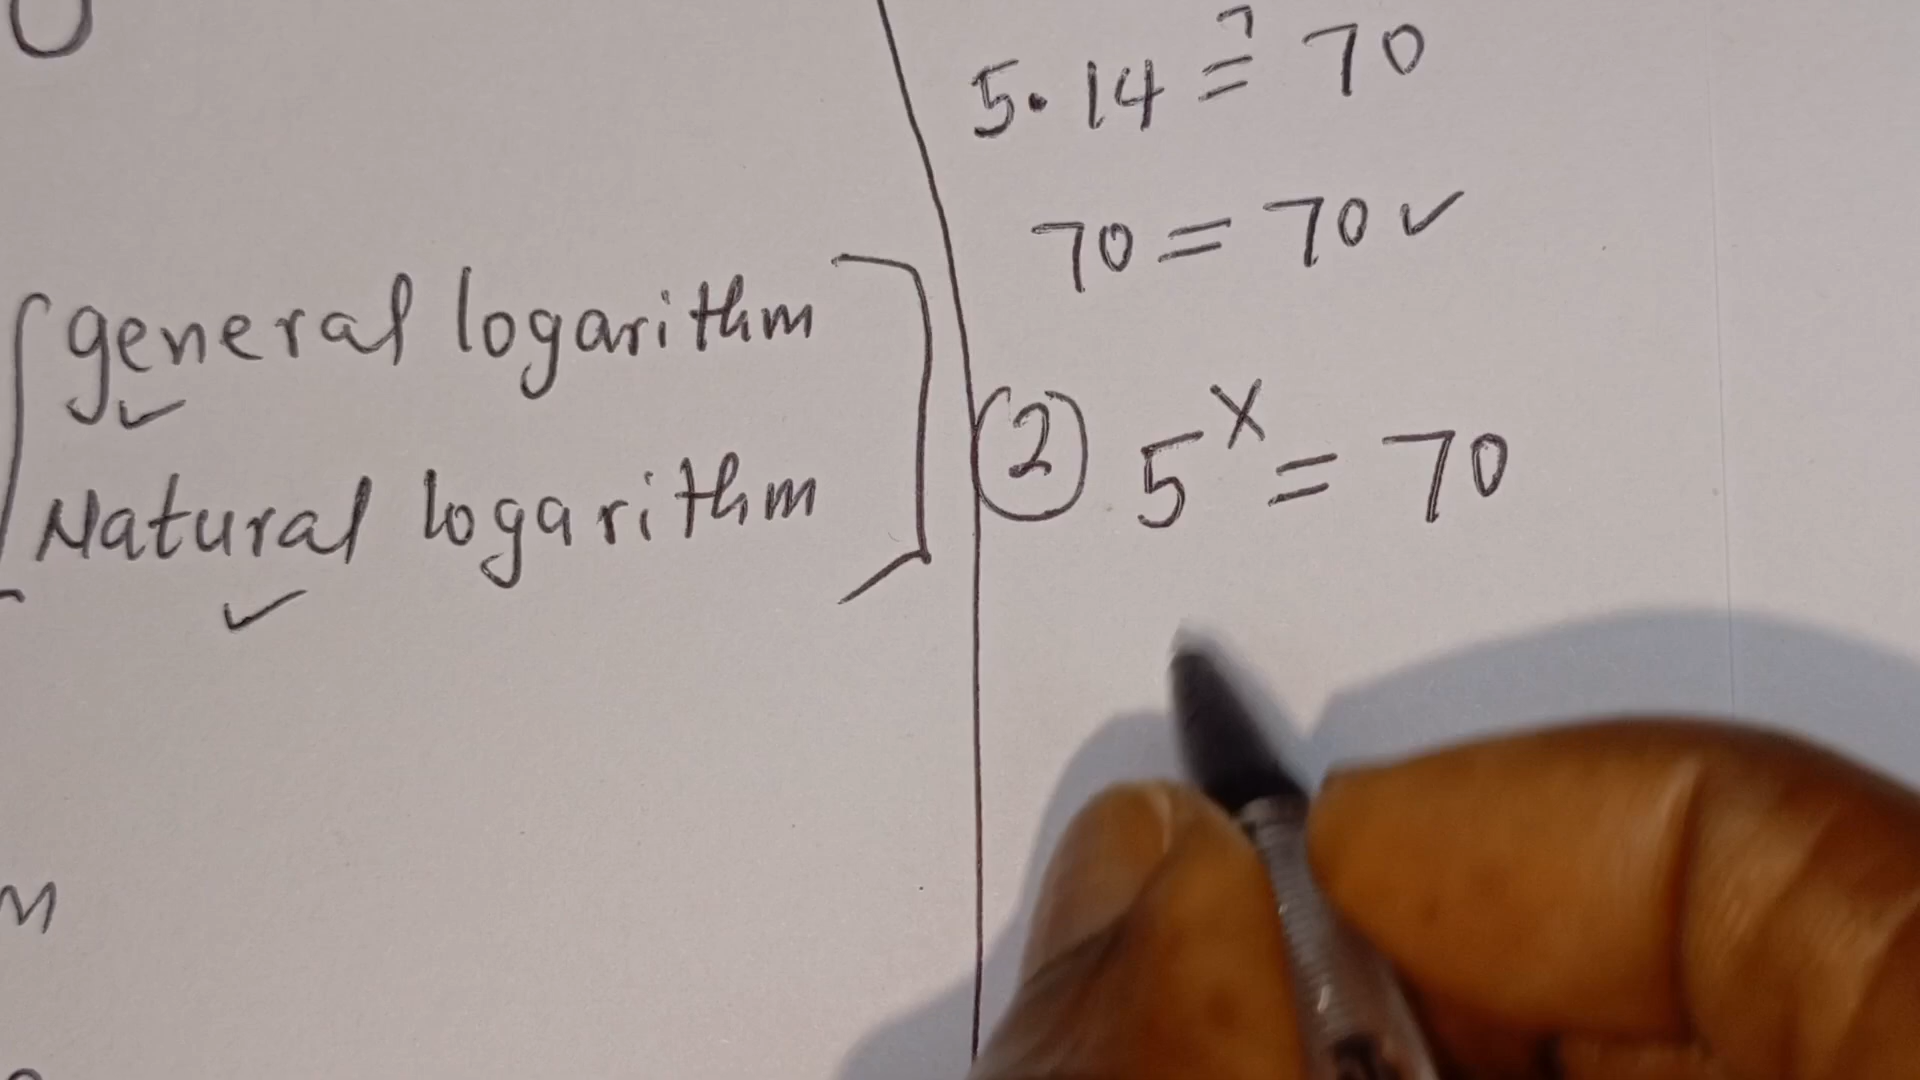 general logarithm
Natural logarithm
M
5·14 ≟ 70
70 = 70 ✓
② 5^x = 70